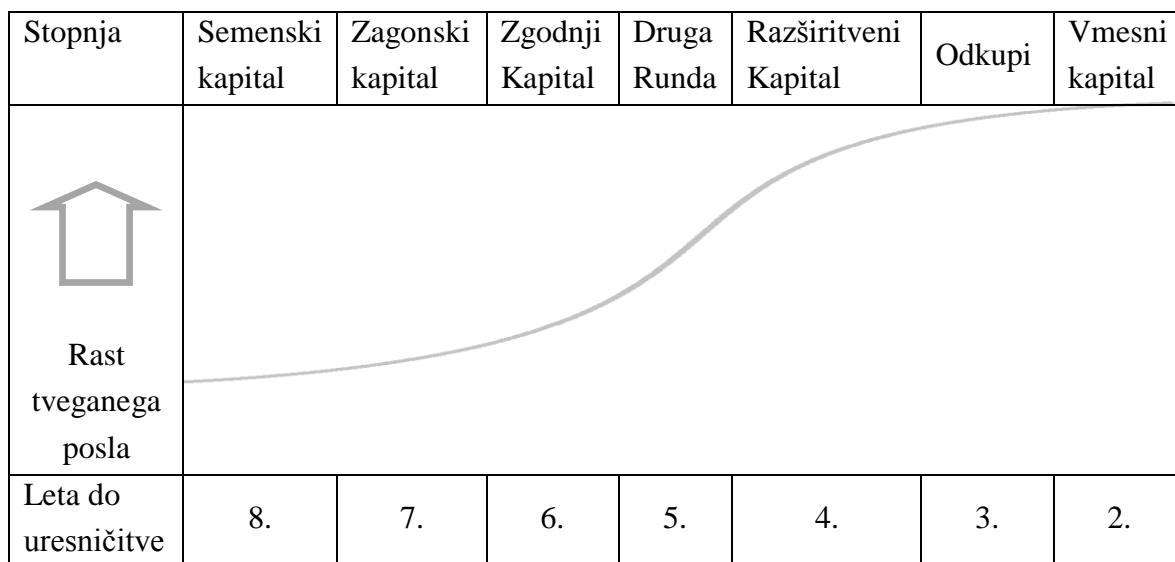 Stopnja
Semenski
kapital
Zagonski
kapital
Zgodnji
Kapital
Druga
Runda
Razširitveni
Kapital
Odkupi
Vmesni
kapital
Rast
tveganega
posla
Leta do
uresničitve
8.
7.
6.
5.
4.
3.
2.